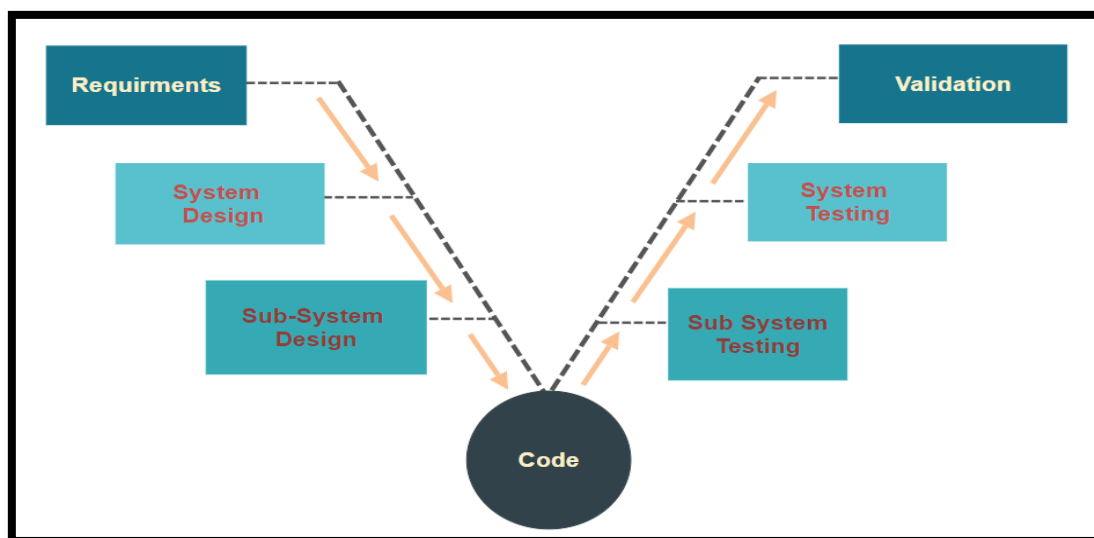 Requirments
Validation
System
Design
System
Testing
Sub-System
Design
Sub System
Testing
Code